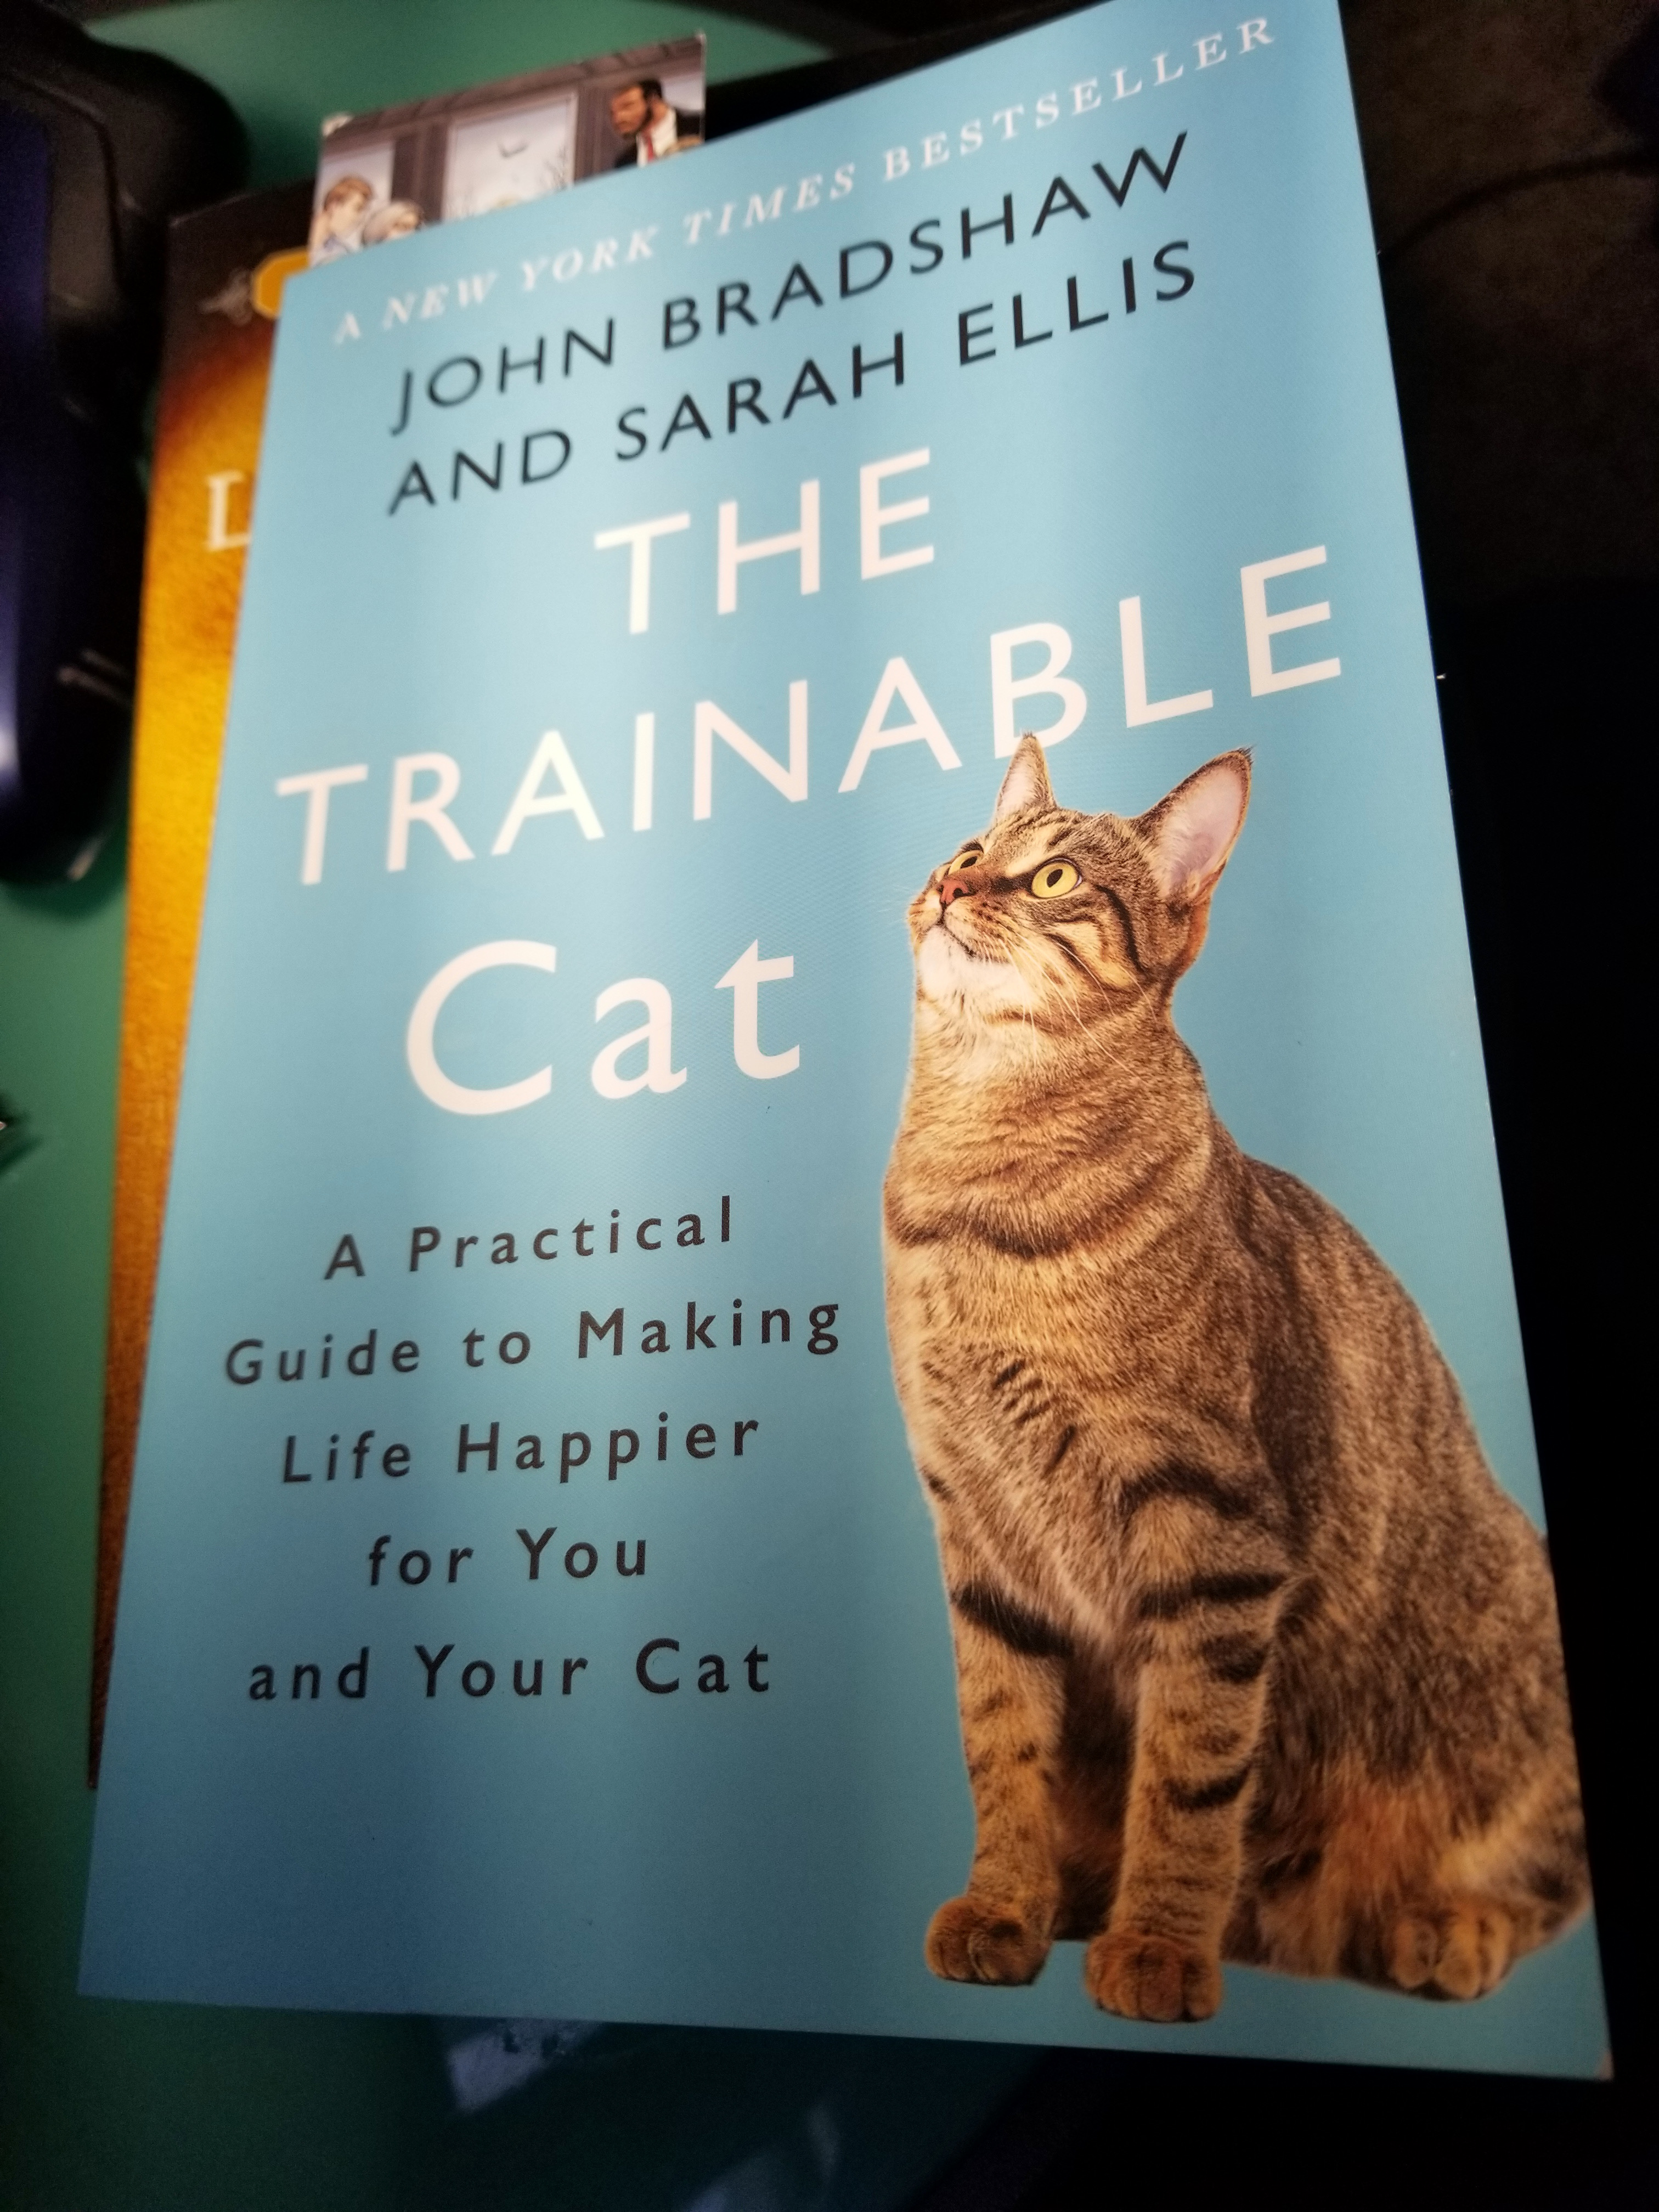 A NEW YORK TIMES BESTSELLER
JOHN BRADSHAW
AND SARAH ELLIS
THE
TRAINABLE
Cat
A Practical
Guide to Making
Life Happier
for You
and Your Cat
L